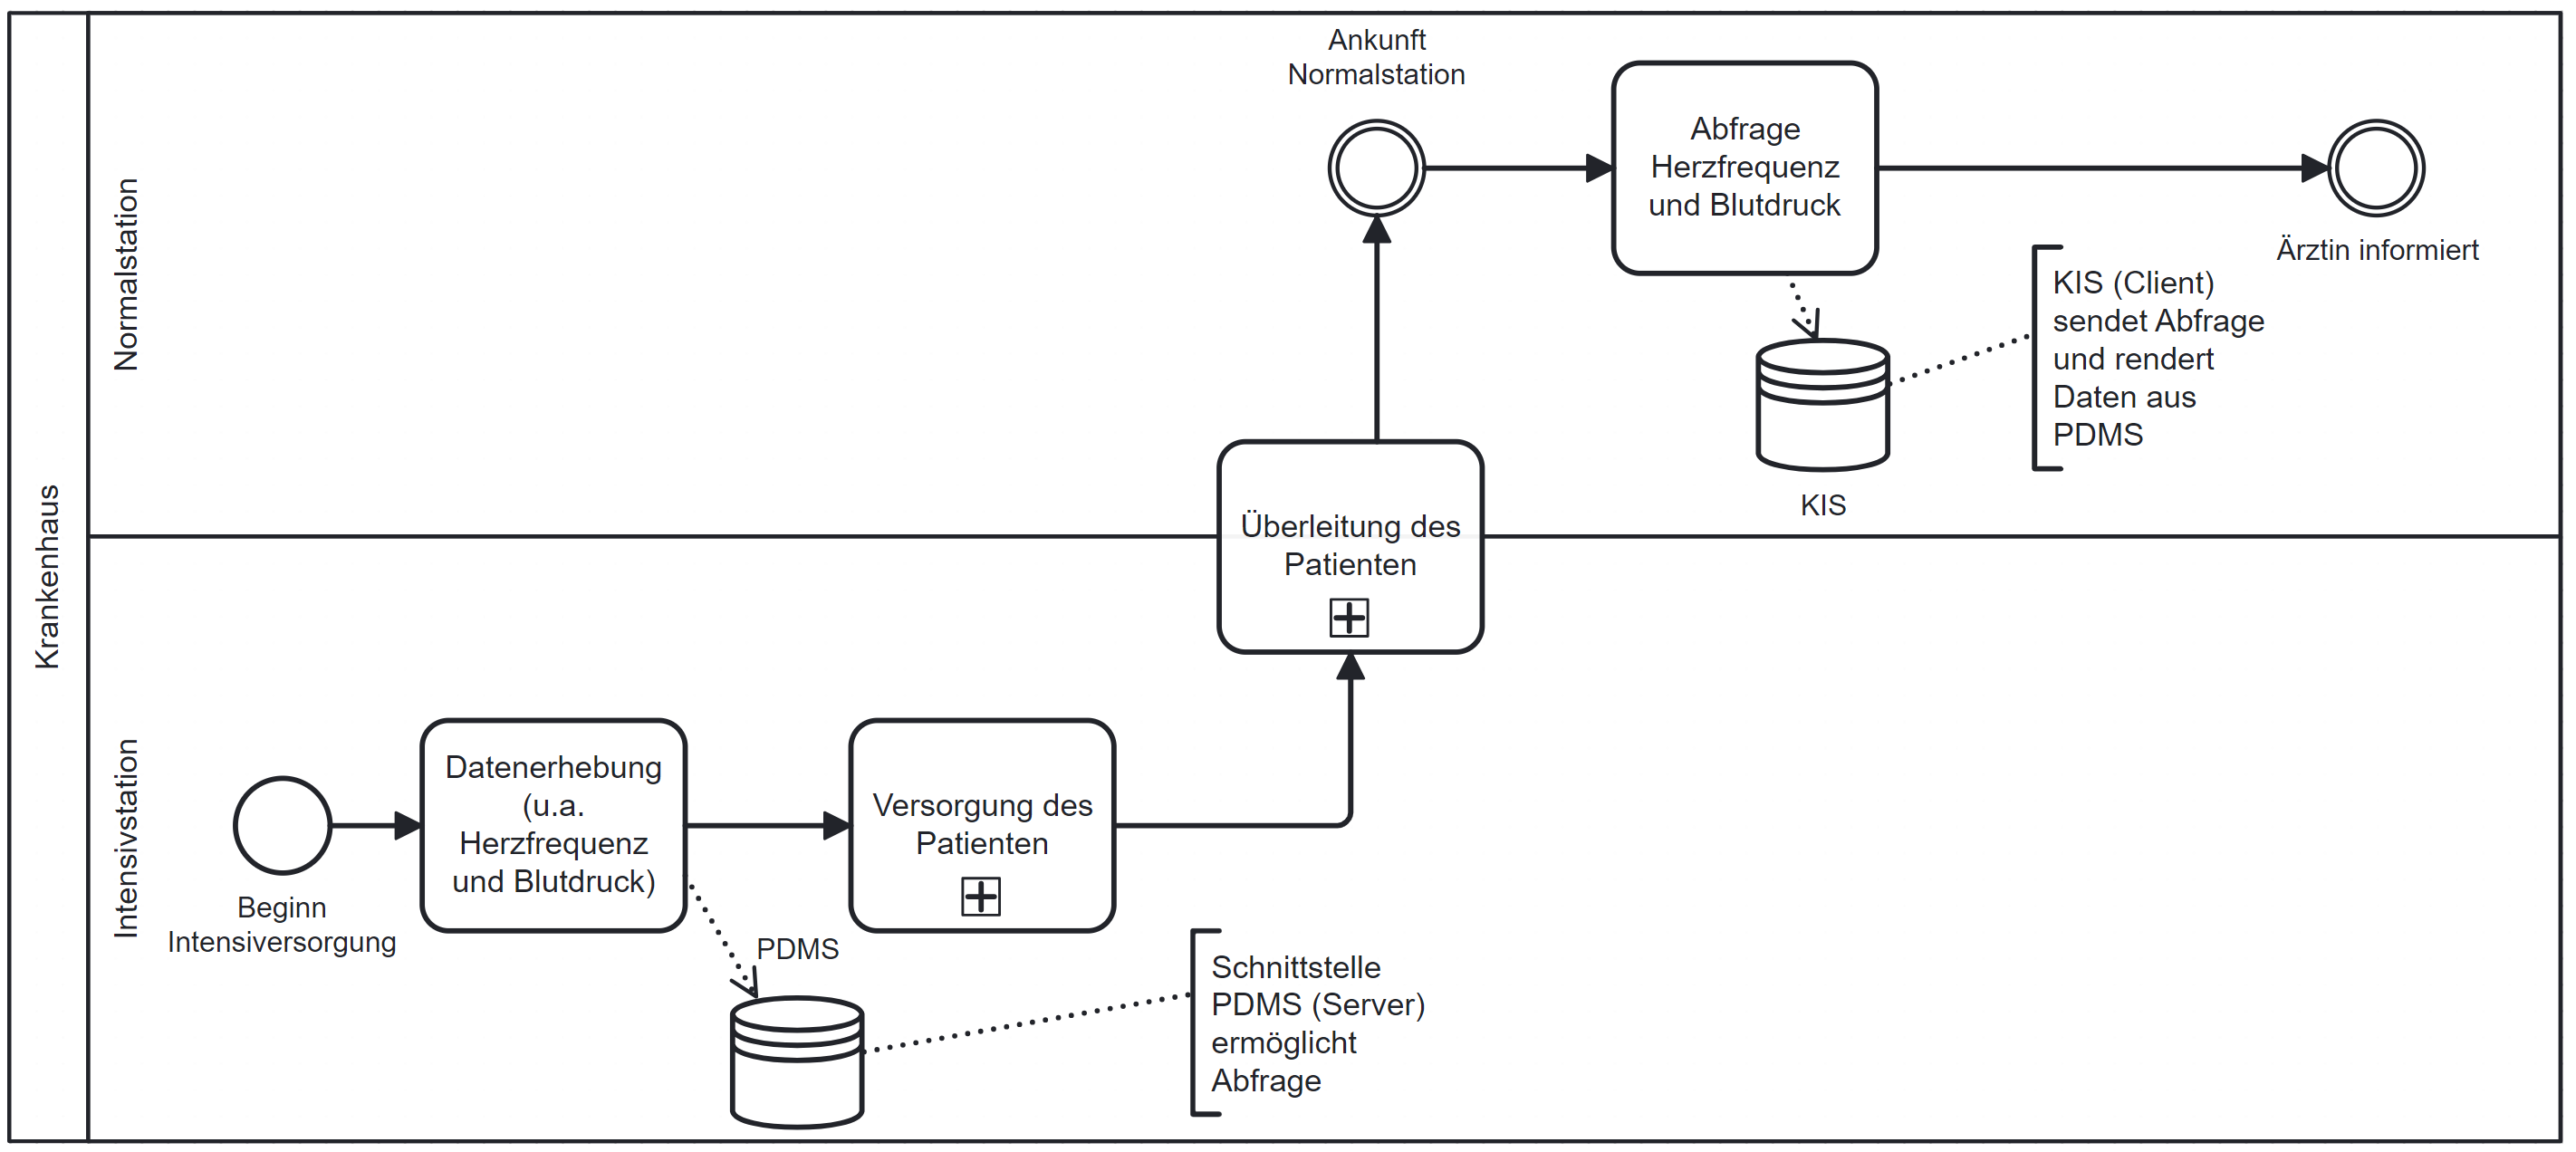 Krankenhaus
Normalstation
Ankunft
Normalstation
Abfrage
Herzfrequenz
und Blutdruck
Ärztin informiert
KIS (Client)
sendet Abfrage
und rendert
Daten aus
PDMS
KIS
Überleitung des
Patienten
Intensivstation
Beginn
Intensiversorgung
Datenerhebung
(u.a.
Herzfrequenz
und Blutdruck)
Versorgung des
Patienten
PDMS
Schnittstelle
PDMS (Server)
ermöglicht
Abfrage